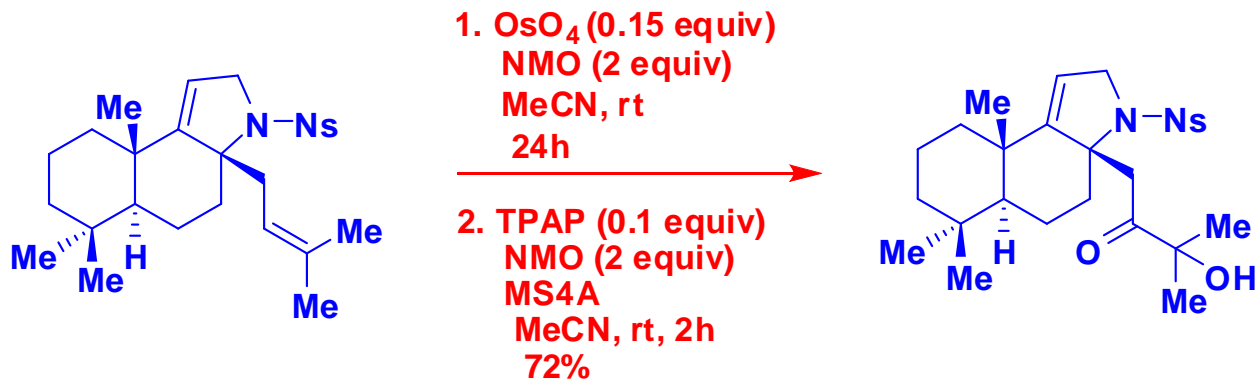 1. OsO4 (0.15 equiv)
NMO (2 equiv)
MeCN, rt
24h
2. TPAP (0.1 equiv)
NMO (2 equiv)
MS4A
MeCN, rt, 2h
72%
Me
N
Ns
Me
Me
H
Me
Me
Me
N
Ns
Me
Me
H
O
Me
OH
Me